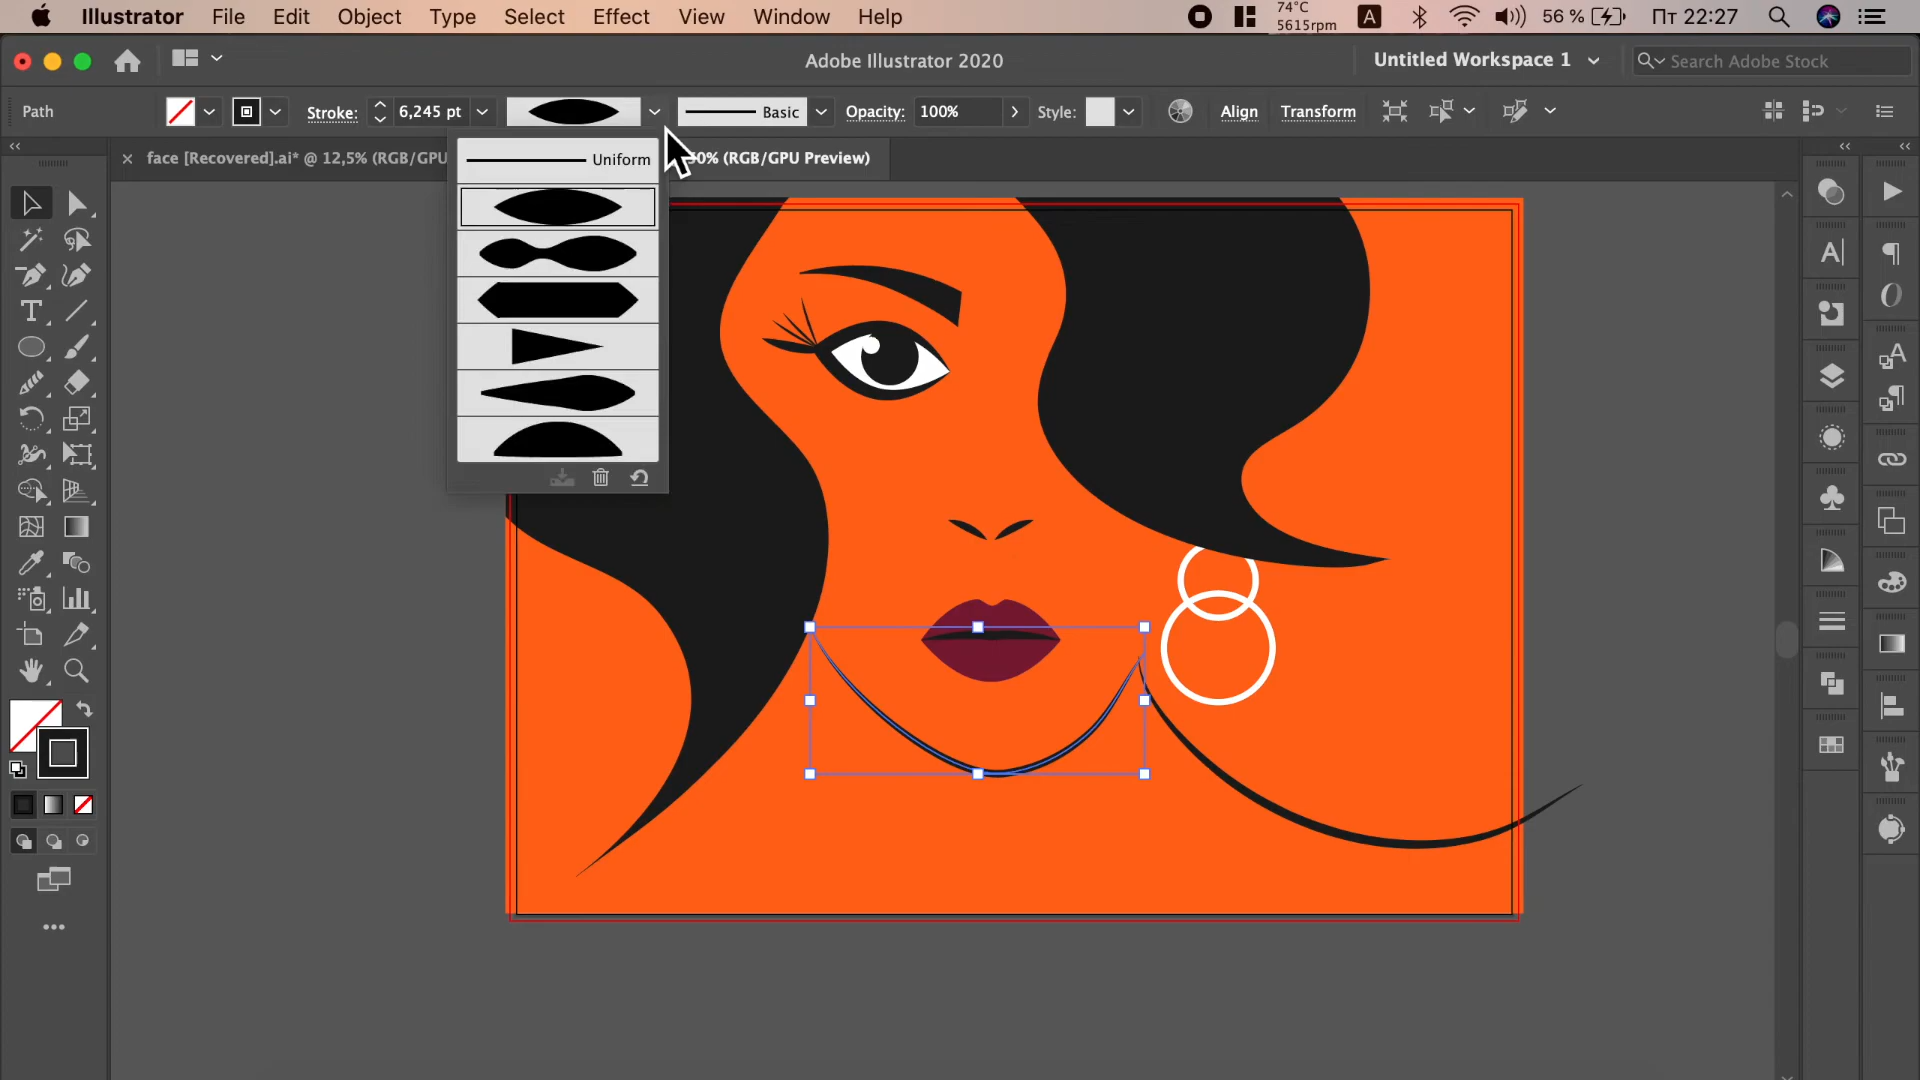 Illustrator File Edit Object Type Select Effect View Window Help 74°C 5615rpm A 56 % Пт 22:27
Adobe Illustrator 2020 Untitled Workspace 1 Search Adobe Stock
Path Stroke: 6,245 pt Basic Opacity: 100% Style: Align Transform
face [Recovered].ai* @ 12,5% (RGB/GPU 50% (RGB/GPU Preview)
Uniform